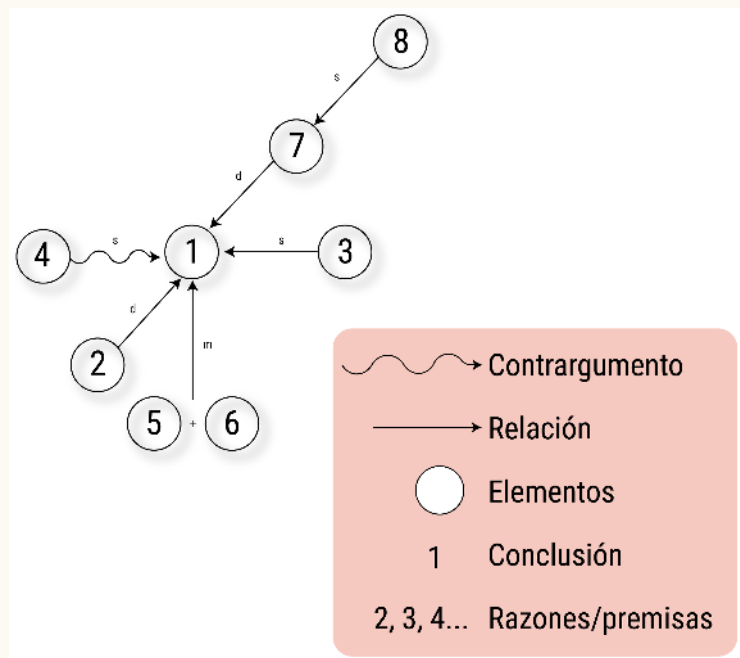 8
s
7
d
4
s
1
s
3
d
m
2
5
+
6
Contrargumento
Relación
Elementos
1 Conclusión
2, 3, 4... Razones/premisas